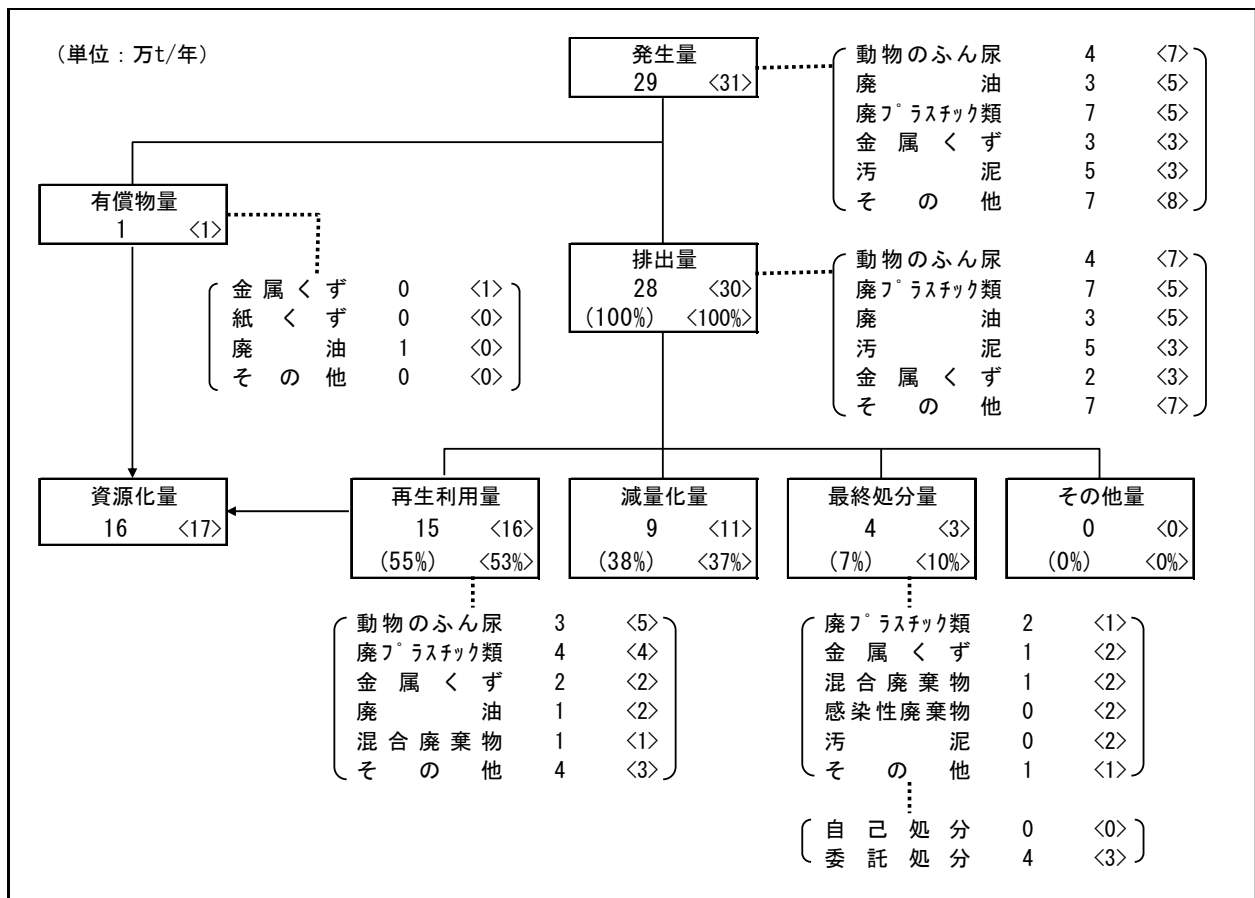 （単位：万t/年）
発生量
29 <31>
動物のふん尿 4 <7>
廃油 3 <5>
廃ﾌﾟﾗｽﾁｯｸ類 7 <5>
金属くず 3 <3>
汚泥 5 <3>
その他 7 <8>
有償物量
1 <1>
金属くず 0 <1>
紙くず 0 <0>
廃油 1 <0>
その他 0 <0>
排出量
28 <30>
(100%) <100%>
動物のふん尿 4 <7>
廃ﾌﾟﾗｽﾁｯｸ類 7 <5>
廃油 3 <5>
汚泥 5 <3>
金属くず 2 <3>
その他 7 <7>
資源化量
16 <17>
再生利用量
15 <16>
(55%) <53%>
減量化量
9 <11>
(38%) <37%>
最終処分量
4 <3>
(7%) <10%>
その他量
0 <0>
(0%) <0%>
動物のふん尿 3 <5>
廃ﾌﾟﾗｽﾁｯｸ類 4 <4>
金属くず 2 <2>
廃油 1 <2>
混合廃棄物 1 <1>
その他 4 <3>
廃ﾌﾟﾗｽﾁｯｸ類 2 <1>
金属くず 1 <2>
混合廃棄物 1 <2>
感染性廃棄物 0 <2>
汚泥 0 <2>
その他 1 <1>
自己処分 0 <0>
委託処分 4 <3>